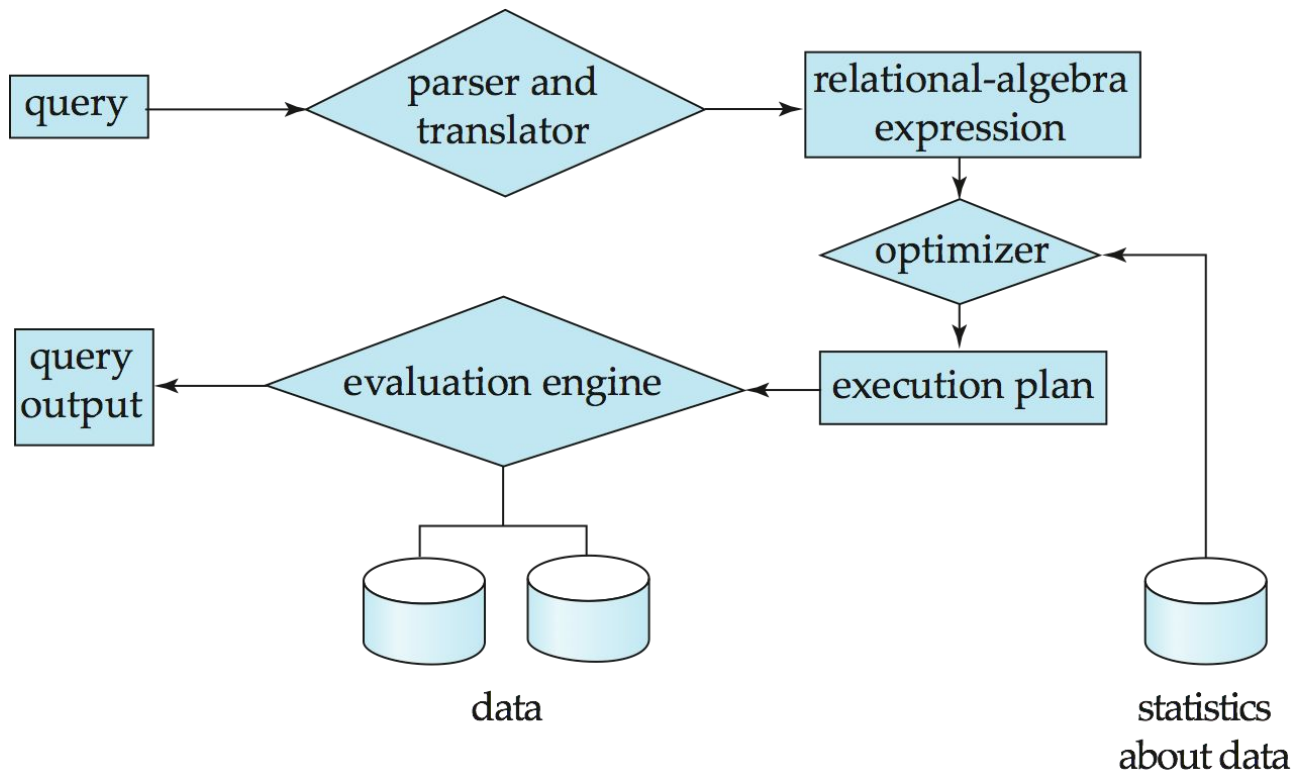 query
parser and
translator
relational-algebra
expression
optimizer
query
output
evaluation engine
execution plan
data
statistics
about data